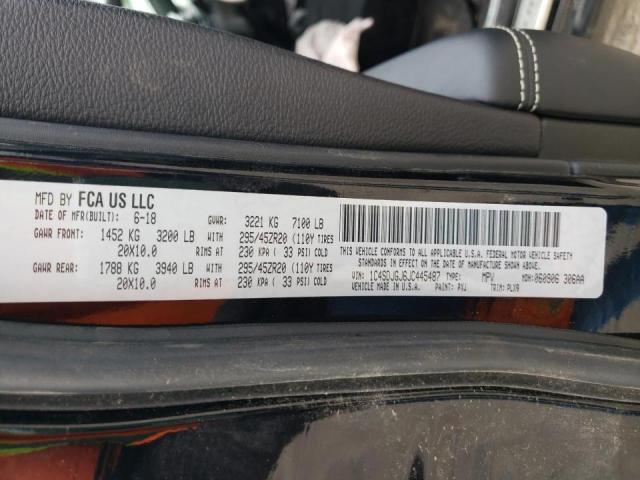 MFD BY FCA US LLC
DATE OF MFR(BUILT): 6-18 GVWR: 3221 KG 7100 LB
GAWR FRONT: 1452 KG 3200 LB WITH 295/45ZR20 (110Y TIRES
20X10.0 RIMS AT 230 KPA ( 33 PSI) COLD
GAWR REAR: 1788 KG 3940 LB WITH 295/45ZR20 (110Y TIRES
20X10.0 RIMS AT 230 KPA ( 33 PSI) COLD
THIS VEHICLE CONFORMS TO ALL APPLICABLE U.S.A. FEDERAL MOTOR VEHICLE SAFETY
STANDARDS IN EFFECT ON THE DATE OF MANUFACTURE SHOWN ABOVE.
VIN: 1C4SDJGJ6JC445487 TYPE: MPV MDH: 060906 306AA
VEHICLE MADE IN U.S.A. PAINT: PXJ TRIM: PLX9